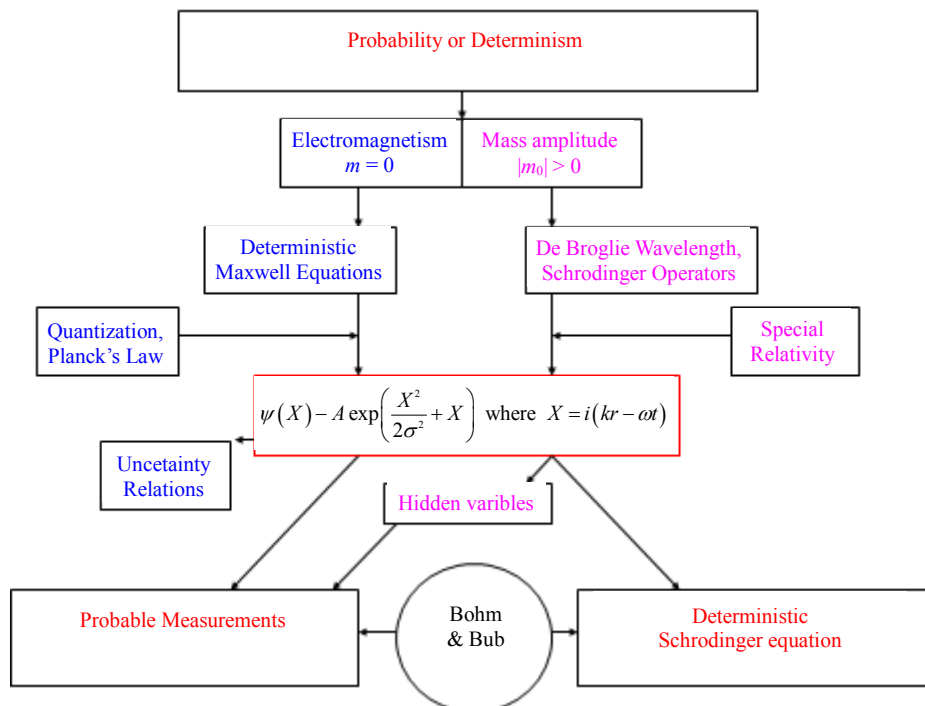 Probability or Determinism
Electromagnetism
m = 0
Mass amplitude
|m₀| > 0
Deterministic
Maxwell Equations
De Broglie Wavelength,
Schrodinger Operators
Quantization,
Planck's Law
Special
Relativity
ψ(X) − A exp(X²/2σ² + X) where X = i(kr − ωt)
Uncetainty
Relations
Hidden varibles
Probable Measurements
Bohm
& Bub
Deterministic
Schrodinger equation